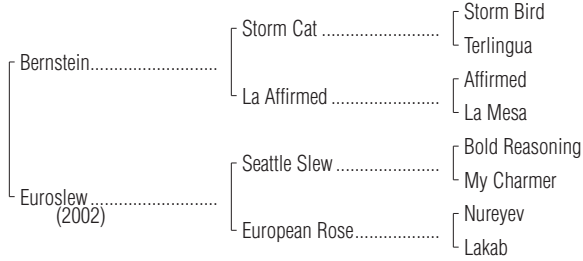 Storm Bird
Storm Cat ..........................
Terlingua
Bernstein............................
Affirmed
La Affirmed ........................
La Mesa
Bold Reasoning
Seattle Slew .......................
My Charmer
Euroslew............................
(2002)
Nureyev
European Rose...................
Lakab